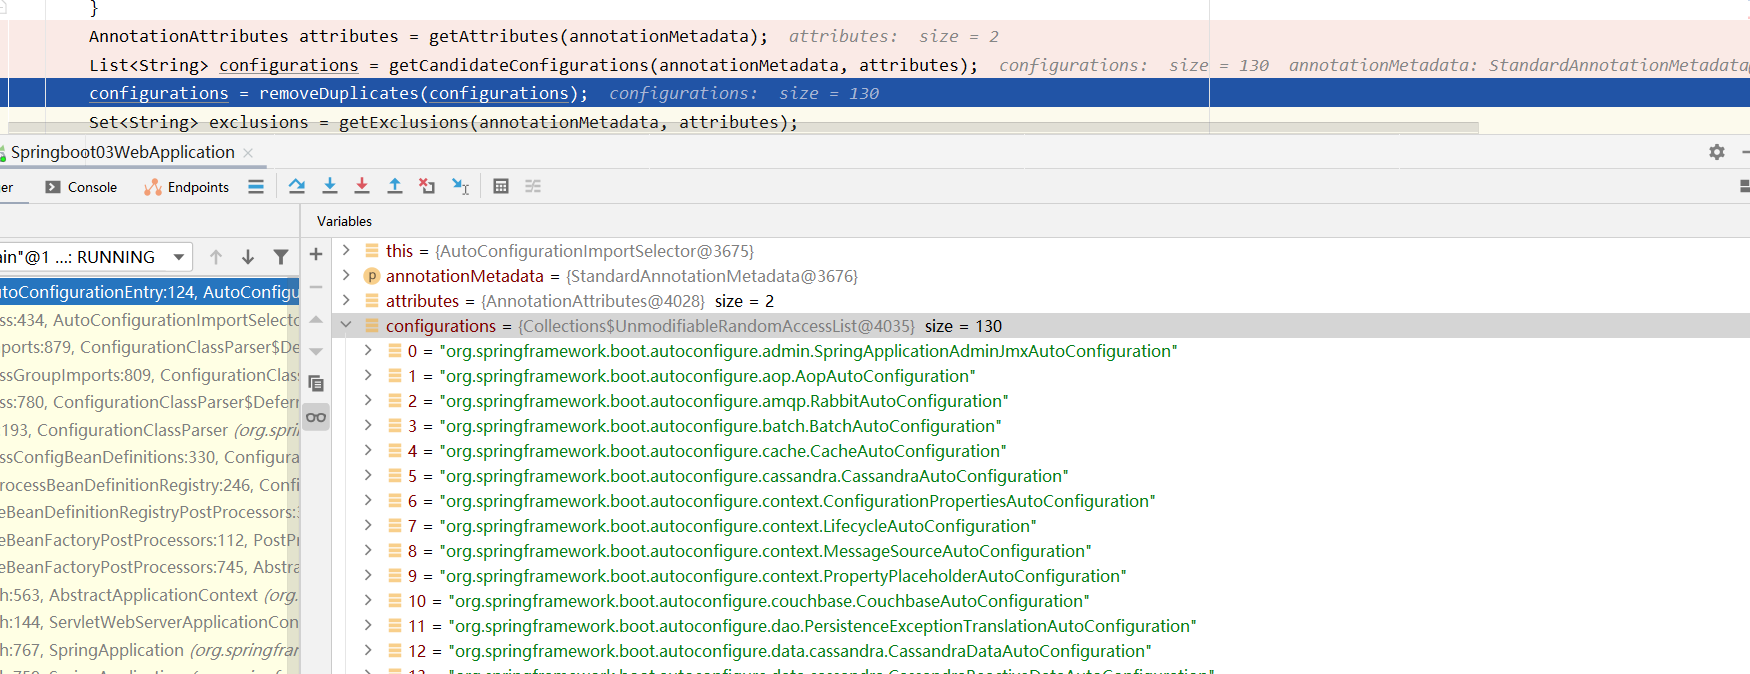 }
AnnotationAttributes attributes = getAttributes(annotationMetadata);  attributes:  size = 2
List<String> configurations = getCandidateConfigurations(annotationMetadata, attributes);  configurations:  size = 130  annotationMetadata: StandardAnnotationMetadata
configurations = removeDuplicates(configurations);  configurations:  size = 130
Set<String> exclusions = getExclusions(annotationMetadata, attributes);
Springboot03WebApplication
er Console Endpoints
Variables
ain"@1 ...: RUNNING
utoConfigurationEntry:124, AutoConfigu
ss:434, AutoConfigurationImportSelecto
ports:879, ConfigurationClassParser$De
ssGroupImports:809, ConfigurationClas
ss:780, ConfigurationClassParser$Deferr
:193, ConfigurationClassParser (org.spri
ssConfigBeanDefinitions:330, Configura
rocessBeanDefinitionRegistry:246, Confi
eBeanDefinitionRegistryPostProcessors:
eBeanFactoryPostProcessors:112, PostPr
eBeanFactoryPostProcessors:745, Abstra
h:563, AbstractApplicationContext (org.
h:144, ServletWebServerApplicationCon
h:767, SpringApplication (org.springfran
this = {AutoConfigurationImportSelector@3675}
p annotationMetadata = {StandardAnnotationMetadata@3676}
attributes = {AnnotationAttributes@4028}  size = 2
configurations = {Collections$UnmodifiableRandomAccessList@4035}  size = 130
0 = "org.springframework.boot.autoconfigure.admin.SpringApplicationAdminJmxAutoConfiguration"
1 = "org.springframework.boot.autoconfigure.aop.AopAutoConfiguration"
2 = "org.springframework.boot.autoconfigure.amqp.RabbitAutoConfiguration"
3 = "org.springframework.boot.autoconfigure.batch.BatchAutoConfiguration"
4 = "org.springframework.boot.autoconfigure.cache.CacheAutoConfiguration"
5 = "org.springframework.boot.autoconfigure.cassandra.CassandraAutoConfiguration"
6 = "org.springframework.boot.autoconfigure.context.ConfigurationPropertiesAutoConfiguration"
7 = "org.springframework.boot.autoconfigure.context.LifecycleAutoConfiguration"
8 = "org.springframework.boot.autoconfigure.context.MessageSourceAutoConfiguration"
9 = "org.springframework.boot.autoconfigure.context.PropertyPlaceholderAutoConfiguration"
10 = "org.springframework.boot.autoconfigure.couchbase.CouchbaseAutoConfiguration"
11 = "org.springframework.boot.autoconfigure.dao.PersistenceExceptionTranslationAutoConfiguration"
12 = "org.springframework.boot.autoconfigure.data.cassandra.CassandraDataAutoConfiguration"